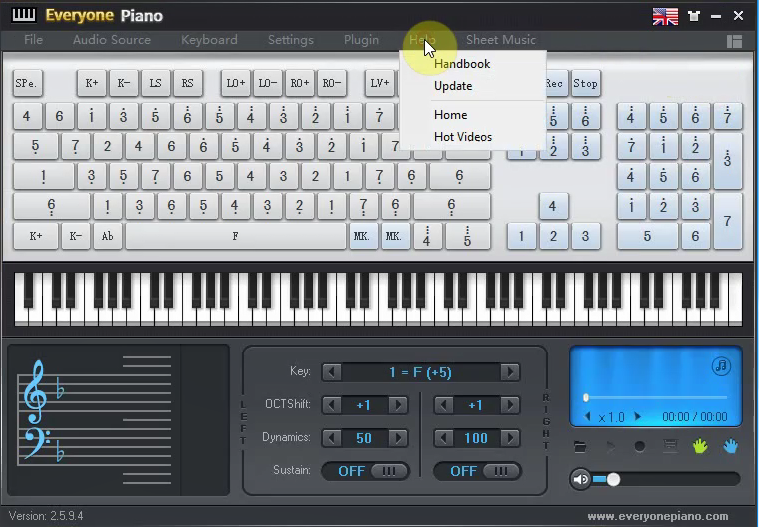 Everyone Piano
File Audio Source Keyboard Settings Plugin Help Sheet Music
Handbook
Update
Home
Hot Videos
SPe. K+ K- LS RS LO+ LO- RO+ RO- LV+ Rec Stop
4 6 1 3 5 7 2 4 6 1 3 5 5 6 4 5 6 7
5 7 2 4 6 1 3 5 7 2 4 6 1 2 3 7 1 2 3
1 3 5 7 2 4 6 1 3 5 7 6 6 4 5 6
6 1 3 5 7 2 4 6 1 7 6 6 4 1 2 3 7
K+ K- Ab F MK. MK. 4 5 1 2 3 5 6
Key: 1 = F (+5)
OCTShift: +1 +1
Dynamics: 50 100
Sustain: OFF OFF
LEFT
RIGHT
x 1.0 00:00 / 00:00
Version: 2.5.9.4
www.everyonepiano.com